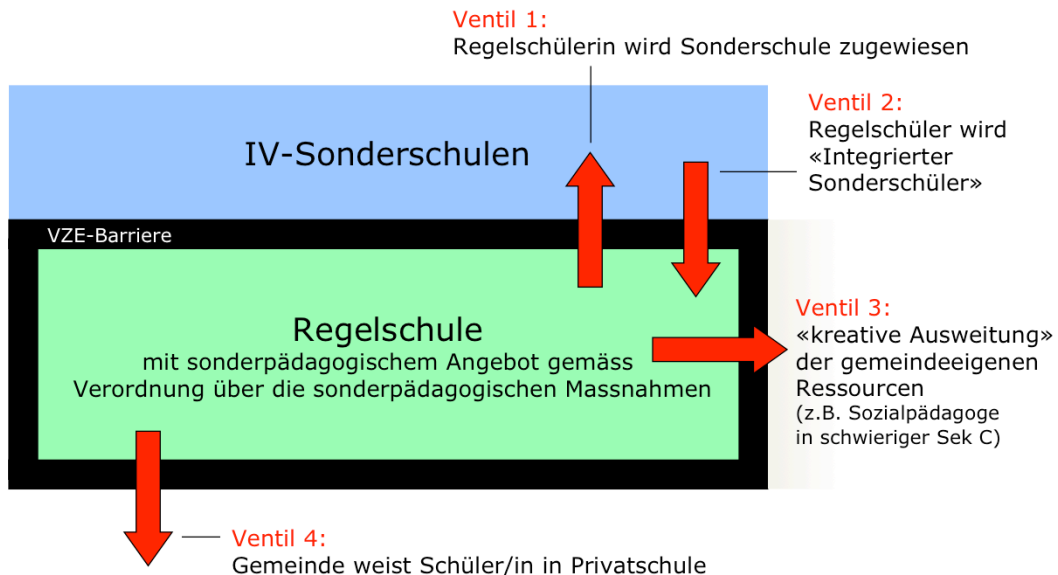 Ventil 1:
Regelschülerin wird Sonderschule zugewiesen
Ventil 2:
Regelschüler wird
«Integrierter
Sonderschüler»
IV-Sonderschulen
VZE-Barriere
Regelschule
mit sonderpädagogischem Angebot gemäss
Verordnung über die sonderpädagogischen Massnahmen
Ventil 3:
«kreative Ausweitung»
der gemeindeeigenen
Ressourcen
(z.B. Sozialpädagoge
in schwieriger Sek C)
Ventil 4:
Gemeinde weist Schüler/in in Privatschule